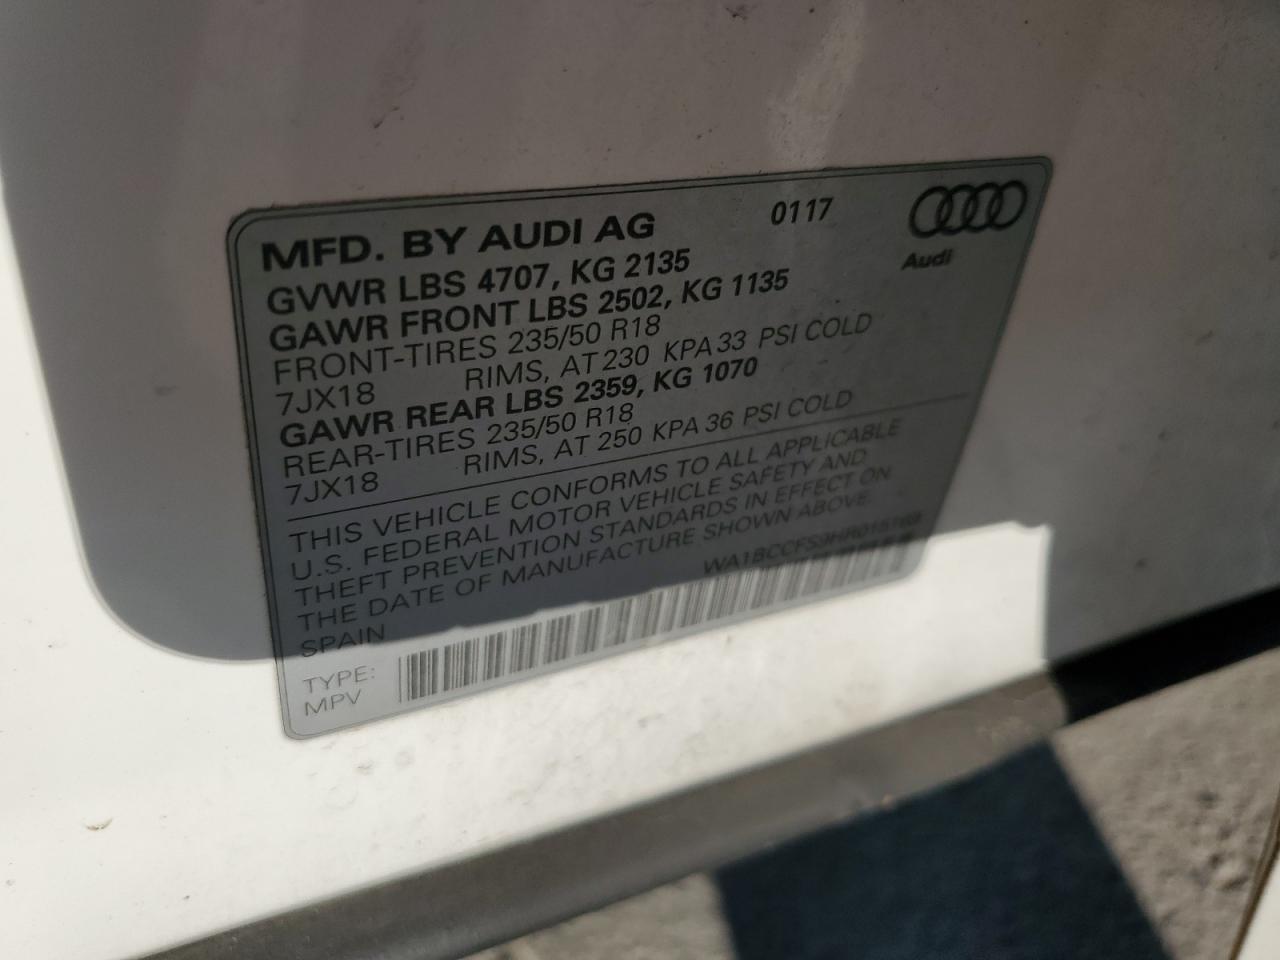 MFD. BY AUDI AG 0117
Audi
GVWR LBS 4707, KG 2135
GAWR FRONT LBS 2502, KG 1135
FRONT-TIRES 235/50 R18
7JX18 RIMS, AT 230 KPA 33 PSI COLD
GAWR REAR LBS 2359, KG 1070
REAR-TIRES 235/50 R18
7JX18 RIMS, AT 250 KPA 36 PSI COLD
THIS VEHICLE CONFORMS TO ALL APPLICABLE
U.S. FEDERAL MOTOR VEHICLE SAFETY AND
THEFT PREVENTION STANDARDS IN EFFECT ON
THE DATE OF MANUFACTURE SHOWN ABOVE
SPAIN
TYPE:
MPV